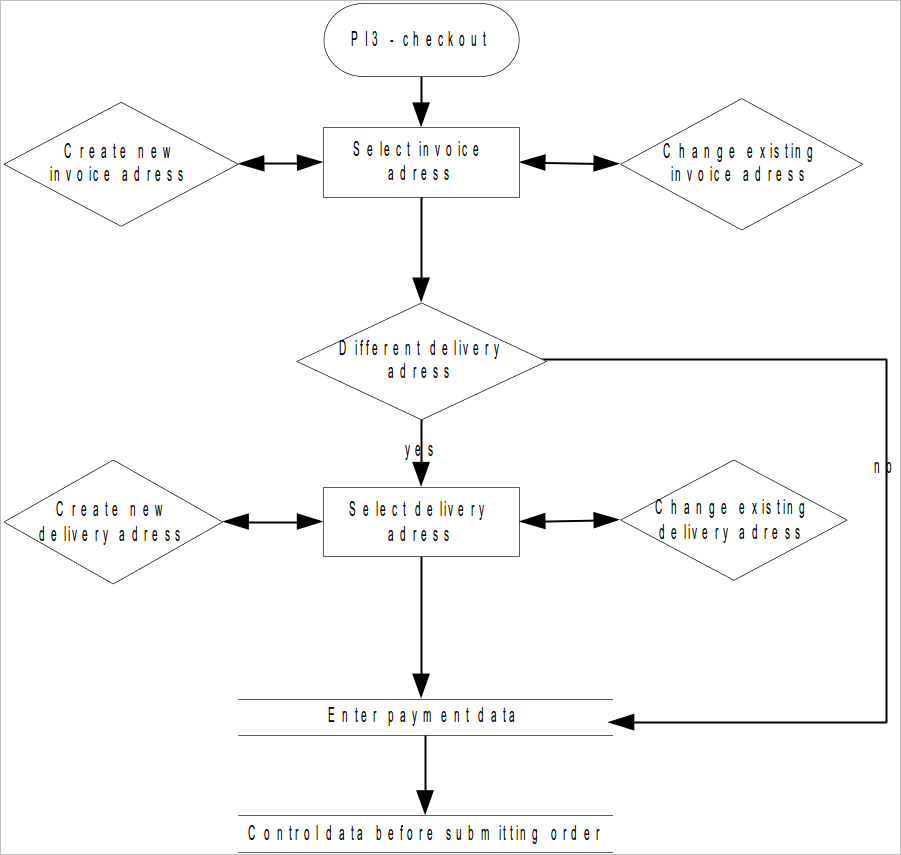 PI3 - checkout
Create new
invoice adress
Select invoice
adress
Change existing
invoice adress
Different delivery
adress
yes
no
Create new
delivery adress
Select delivery
adress
Change existing
delivery adress
Enter payment data
Control data before submitting order